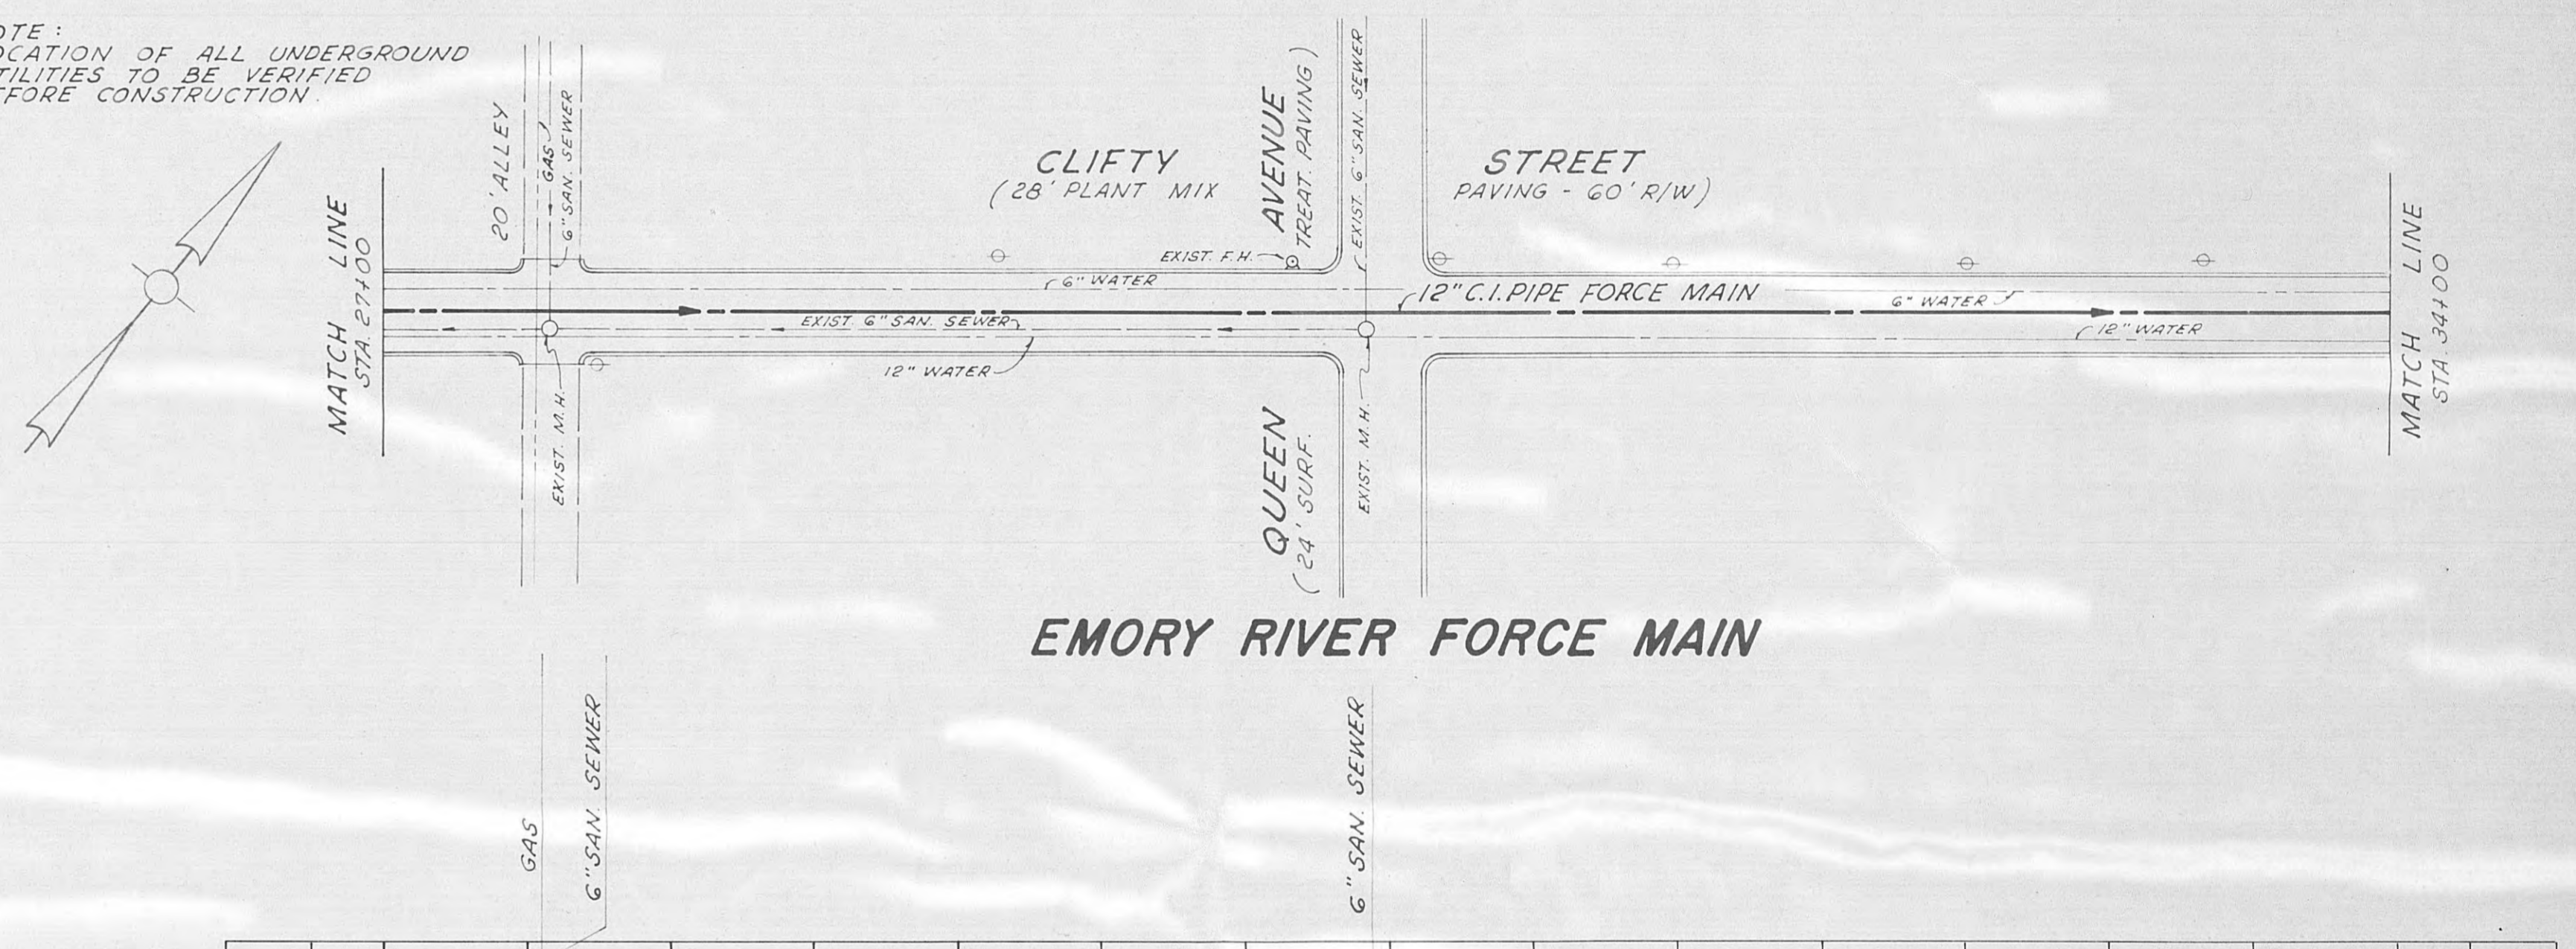 OTE :
OCATION OF ALL UNDERGROUND
TILITIES TO BE VERIFIED
EFORE CONSTRUCTION.
20' ALLEY
GAS
6" SAN. SEWER
CLIFTY
(28' PLANT MIX
AVENUE
TREAT. PAVING)
EXIST. 6" SAN. SEWER
STREET
PAVING - 60' R/W)
MATCH LINE
STA. 27+00
EXIST. F.H.
6" WATER
12" C.I. PIPE FORCE MAIN
6" WATER
EXIST. 6" SAN. SEWER
12" WATER
12" WATER
MATCH LINE
STA. 34+00
EXIST. M.H.
QUEEN
(24' SURF.
EXIST. M.H.
EMORY RIVER FORCE MAIN
GAS
6" SAN. SEWER
6" SAN. SEWER